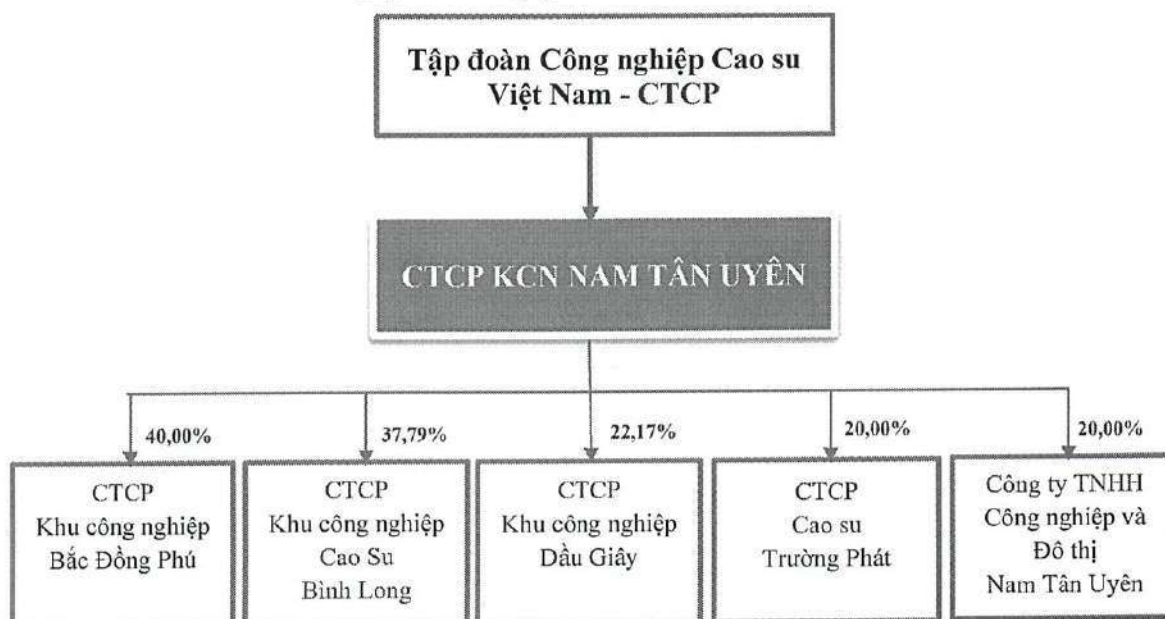 Tập đoàn Công nghiệp Cao su
Việt Nam - CTCP
CTCP KCN NAM TÂN UYÊN
40,00%
37,79%
22,17%
20,00%
20,00%
CTCP
Khu công nghiệp
Bắc Đồng Phú
CTCP
Khu công nghiệp
Cao Su
Bình Long
CTCP
Khu công nghiệp
Dầu Giây
CTCP
Cao su
Trường Phát
Công ty TNHH
Công nghiệp và
Đô thị
Nam Tân Uyên